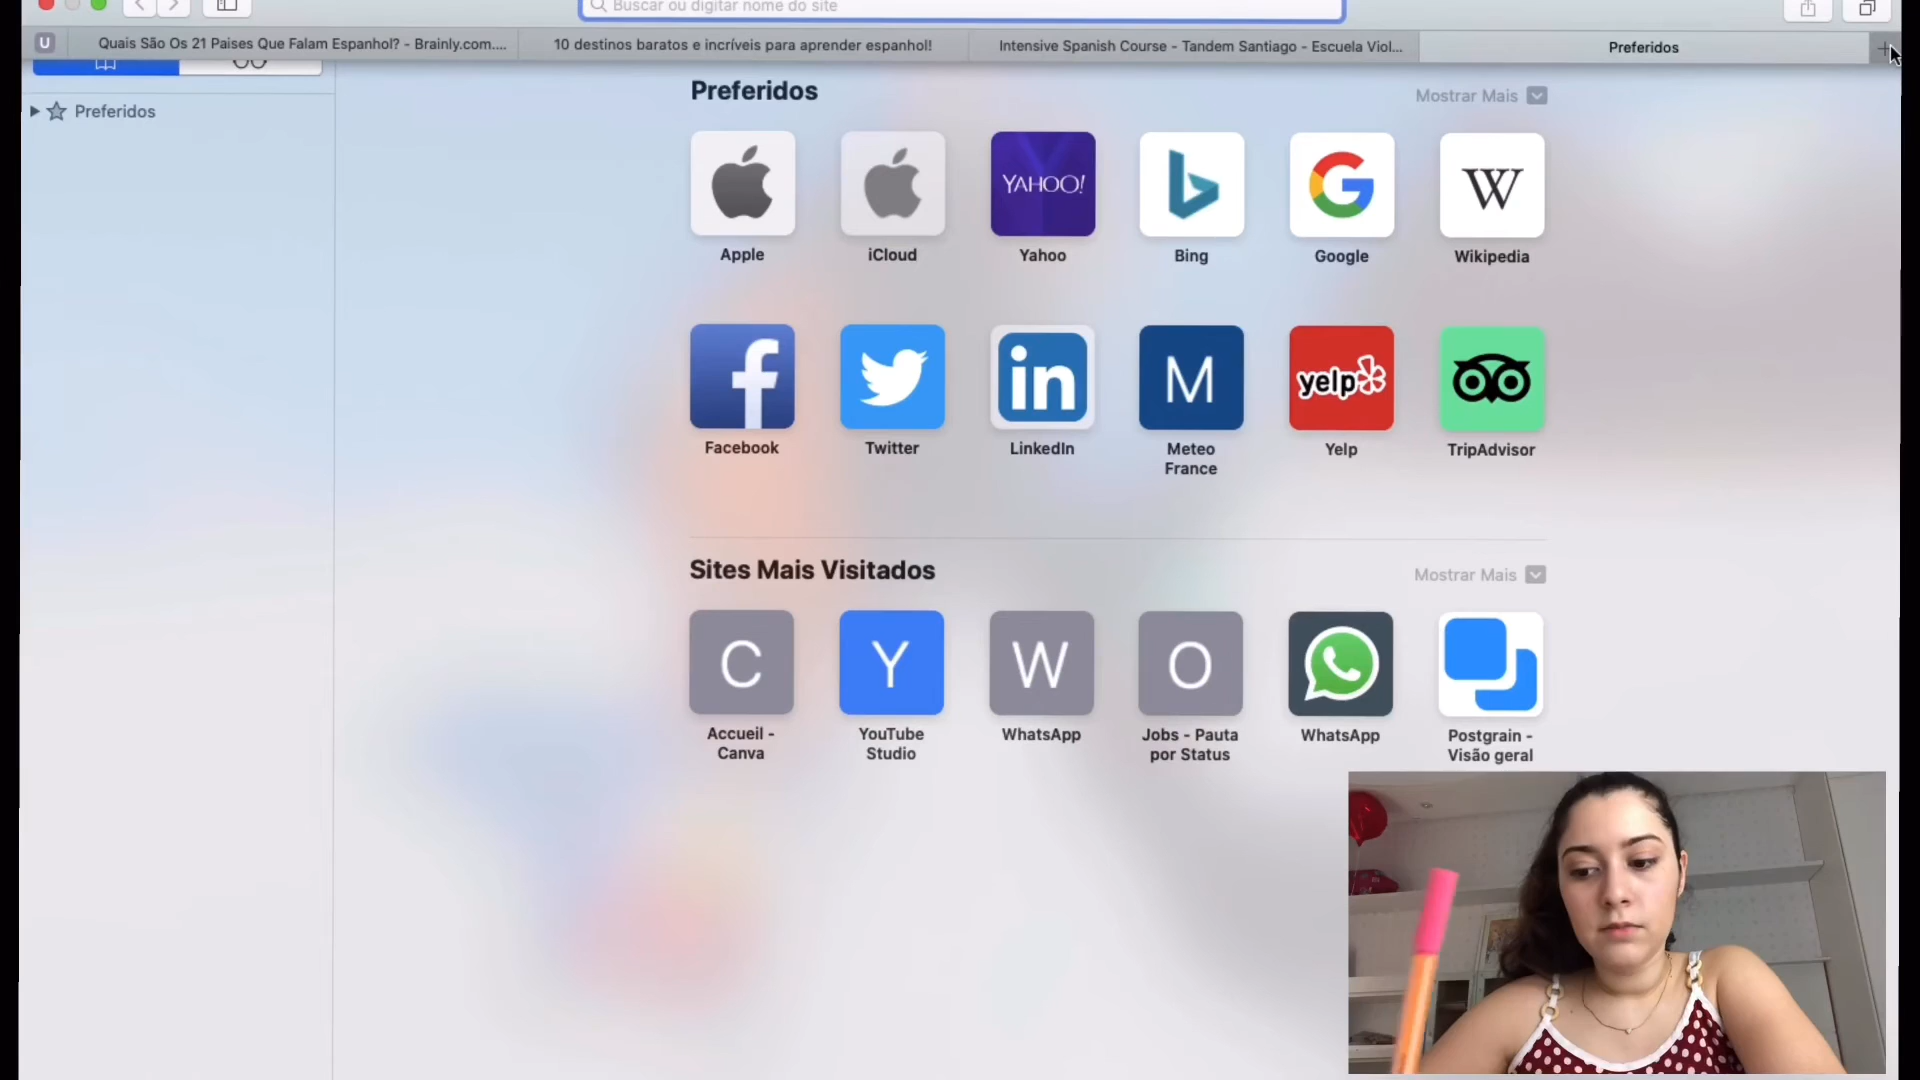 Buscar ou digitar nome do site
U
Quais São Os 21 Paises Que Falam Espanhol? - Brainly.com....
10 destinos baratos e incríveis para aprender espanhol!
Intensive Spanish Course - Tandem Santiago - Escuela Viol...
Preferidos
Preferidos
Preferidos
Mostrar Mais
YAHOO!
W
Apple
iCloud
Yahoo
Bing
Google
Wikipedia
f
in
M
yelp
Facebook
Twitter
LinkedIn
Meteo
France
Yelp
TripAdvisor
Sites Mais Visitados
Mostrar Mais
C
Y
W
O
Accueil -
Canva
YouTube
Studio
WhatsApp
Jobs - Pauta
por Status
WhatsApp
Postgrain -
Visão geral